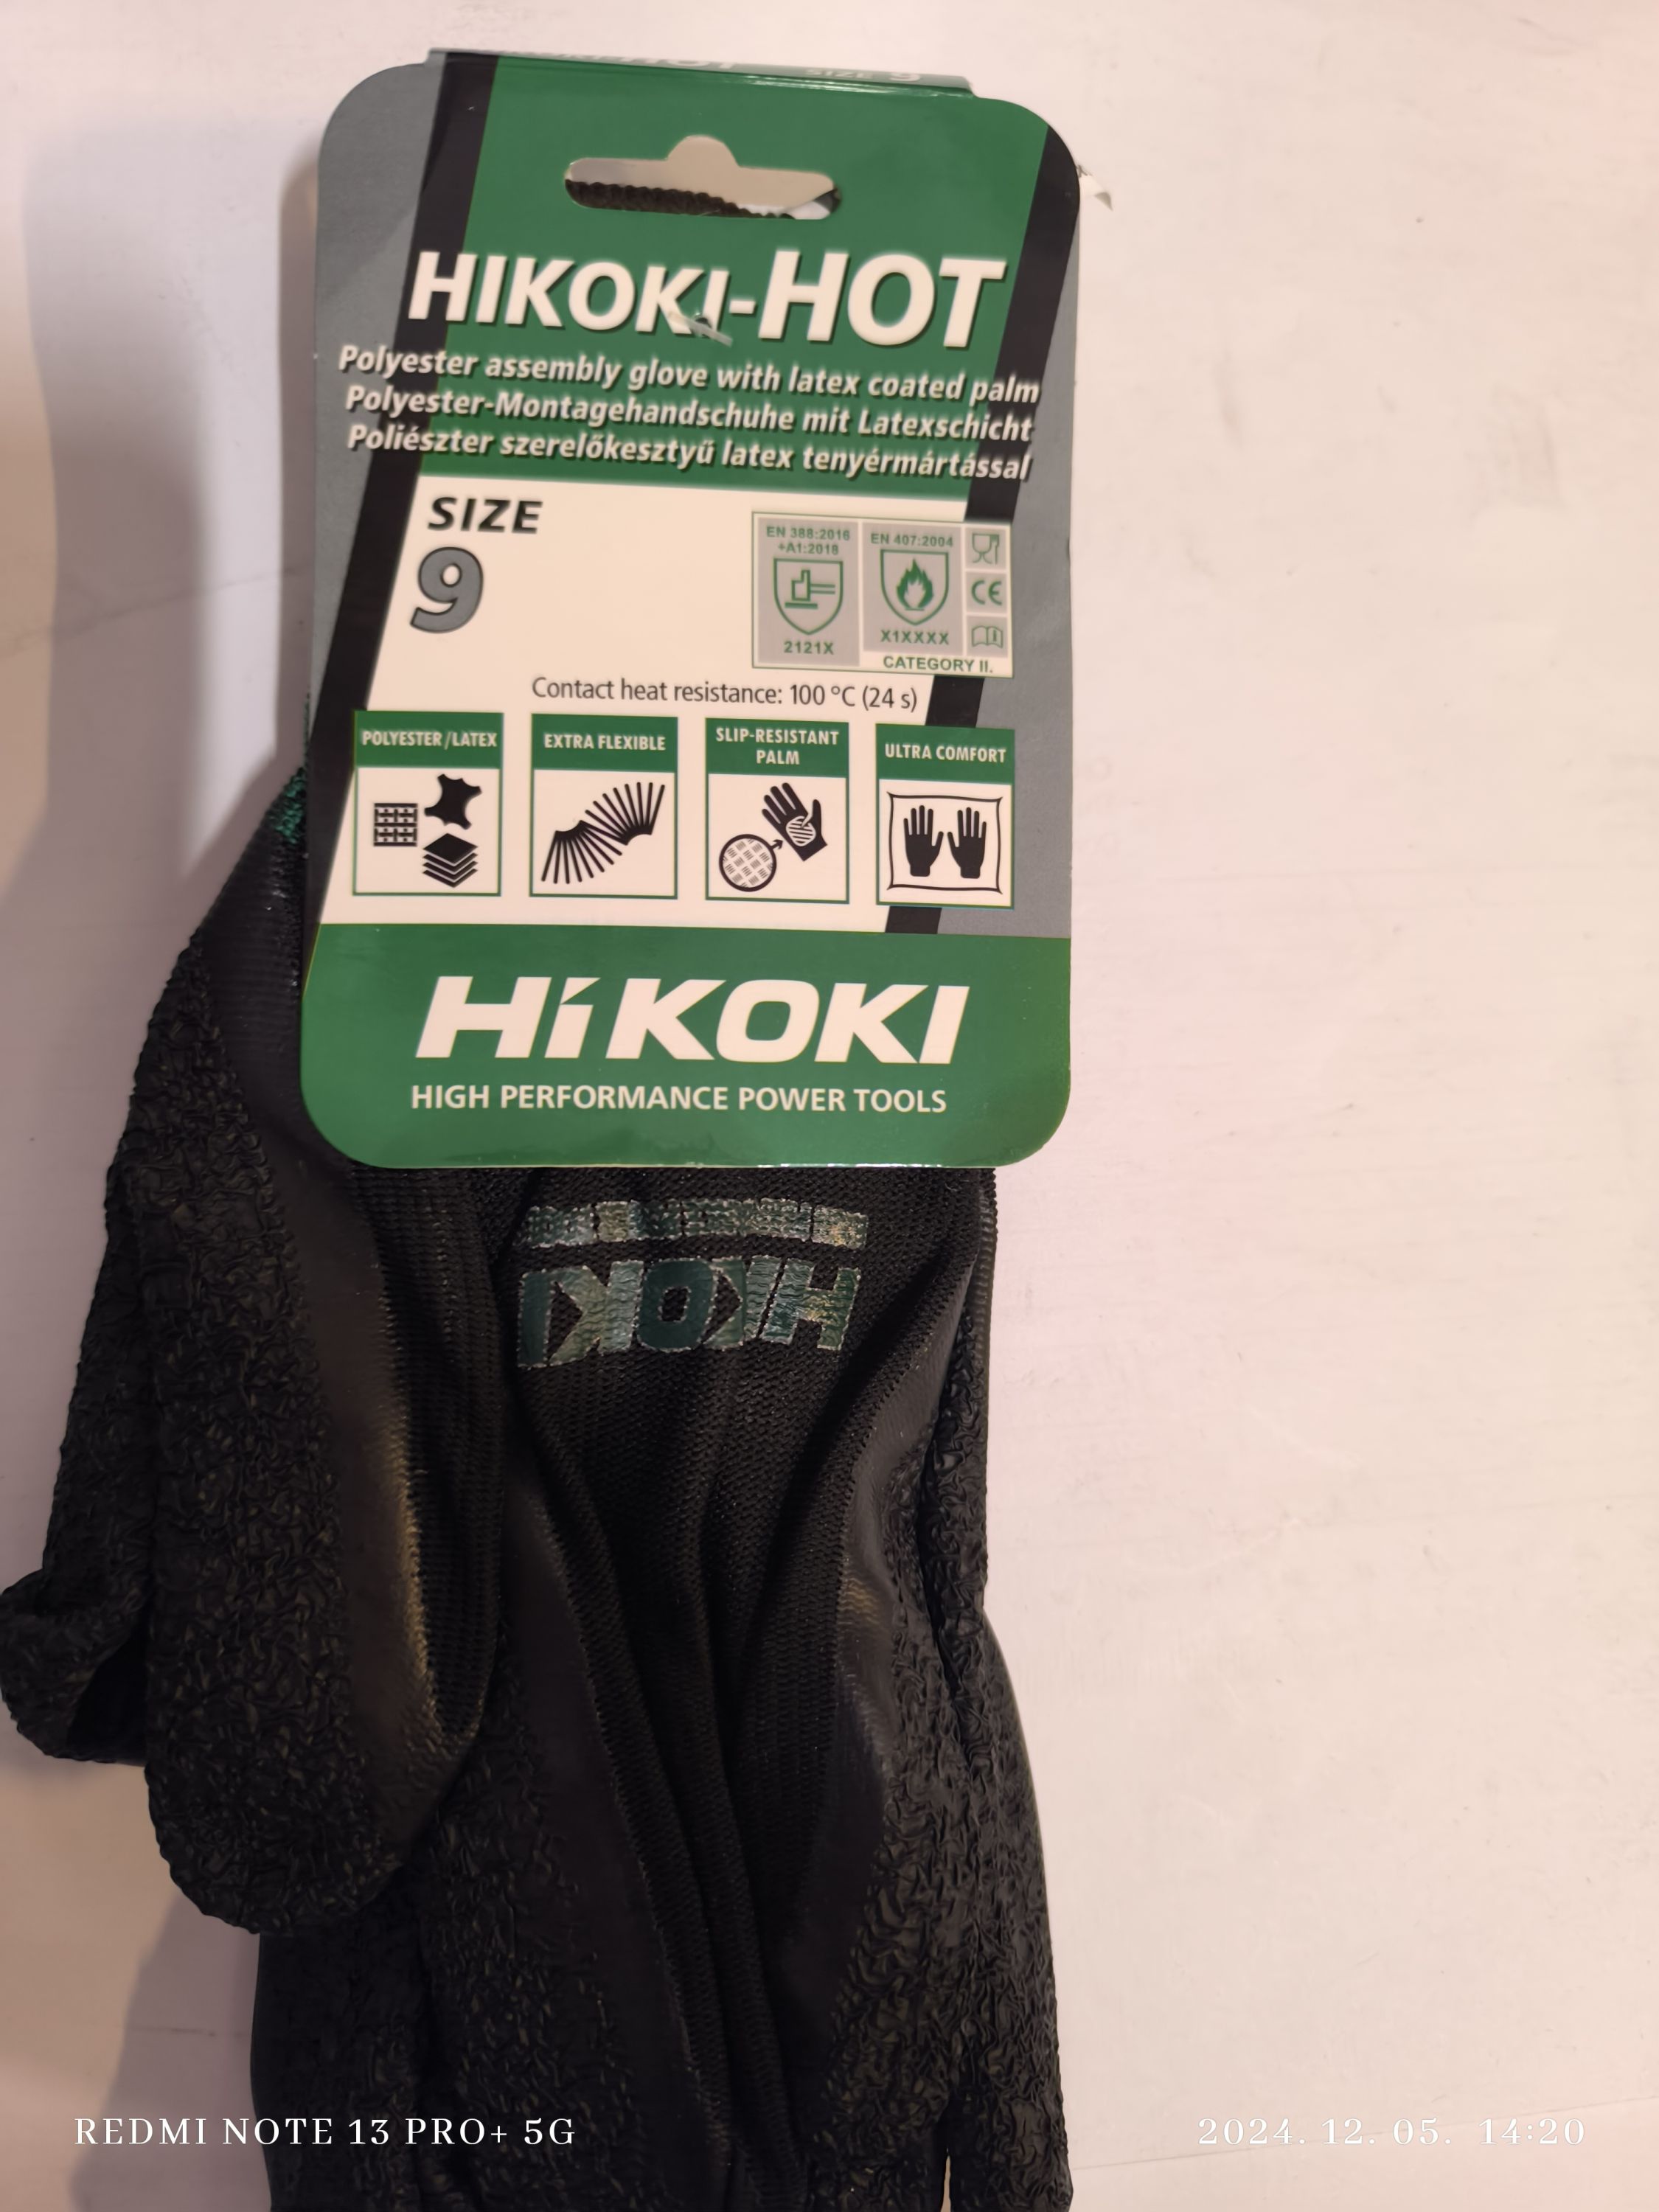 SIZE 9
HIKOKI-HOT
Polyester assembly glove with latex coated palm
Polyester-Montagehandschuhe mit Latexschicht
Poliészter szerelőkesztyű latex tenyérmártással
SIZE
9
EN 388:2016
+A1:2018
2121X
EN 407:2004
X1XXXX
CE
CATEGORY II.
Contact heat resistance: 100 °C (24 s)
POLYESTER/LATEX
EXTRA FLEXIBLE
SLIP-RESISTANT
PALM
ULTRA COMFORT
HiKOKI
HIGH PERFORMANCE POWER TOOLS
HIKOKI
REDMI NOTE 13 PRO+ 5G
2024. 12. 05. 14:20